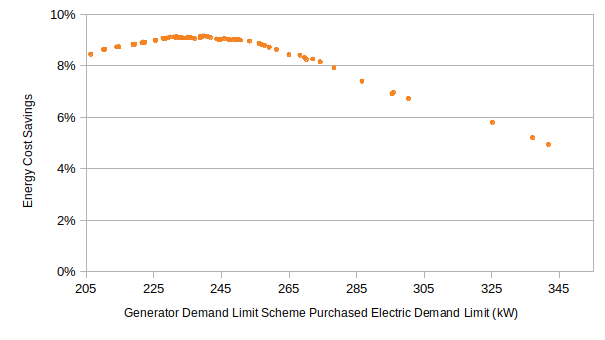 10%
8%
6%
4%
2%
0%
Energy Cost Savings
205 225 245 265 285 305 325 345
Generator Demand Limit Scheme Purchased Electric Demand Limit (kW)